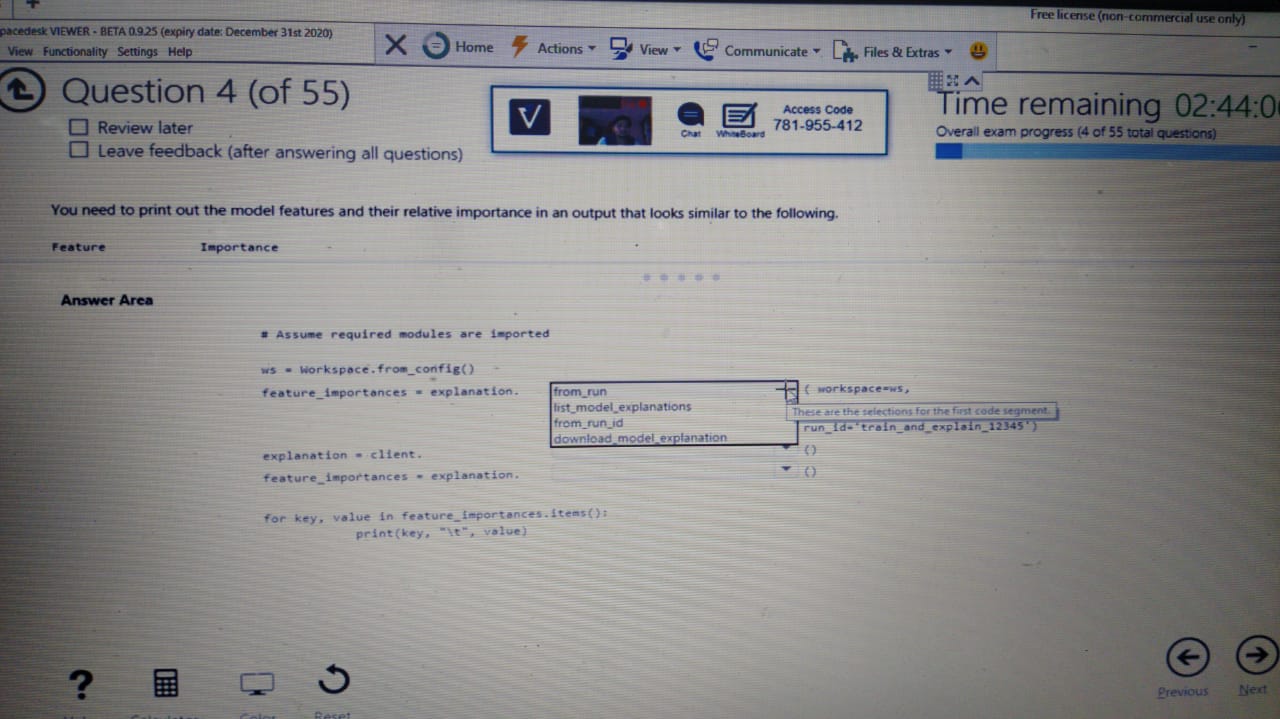 Free license (non-commercial use only)
pacedesk VIEWER - BETA 0.9.25 (expiry date: December 31st 2020)
View Functionality Settings Help
Home Actions View Communicate Files & Extras
Question 4 (of 55)
Review later
Leave feedback (after answering all questions)
V
Chat WhiteBoard
Access Code
781-955-412
Time remaining 02:44:0
Overall exam progress (4 of 55 total questions)
You need to print out the model features and their relative importance in an output that looks similar to the following.
Feature Importance
Answer Area
# Assume required modules are imported
ws = Workspace.from_config()
feature_importances = explanation. from_run ( workspace=ws,
list_model_explanations
These are the selections for the first code segment.
from_run_id run_id='train_and_explain_12345')
download_model_explanation
explanation = client. ()
feature_importances = explanation. ()
for key, value in feature_importances.items():
print(key, "\t", value)
Previous Next
Color Reset